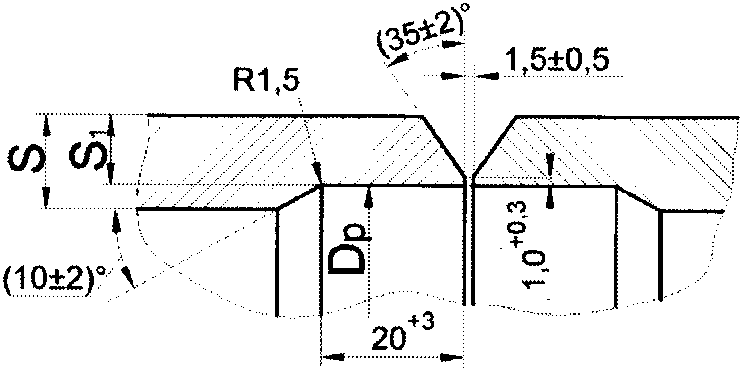 (35±2)°
1,5±0,5
R1,5
S
S₁
(10±2)°
Dp
1,0⁺⁰,³
20⁺³